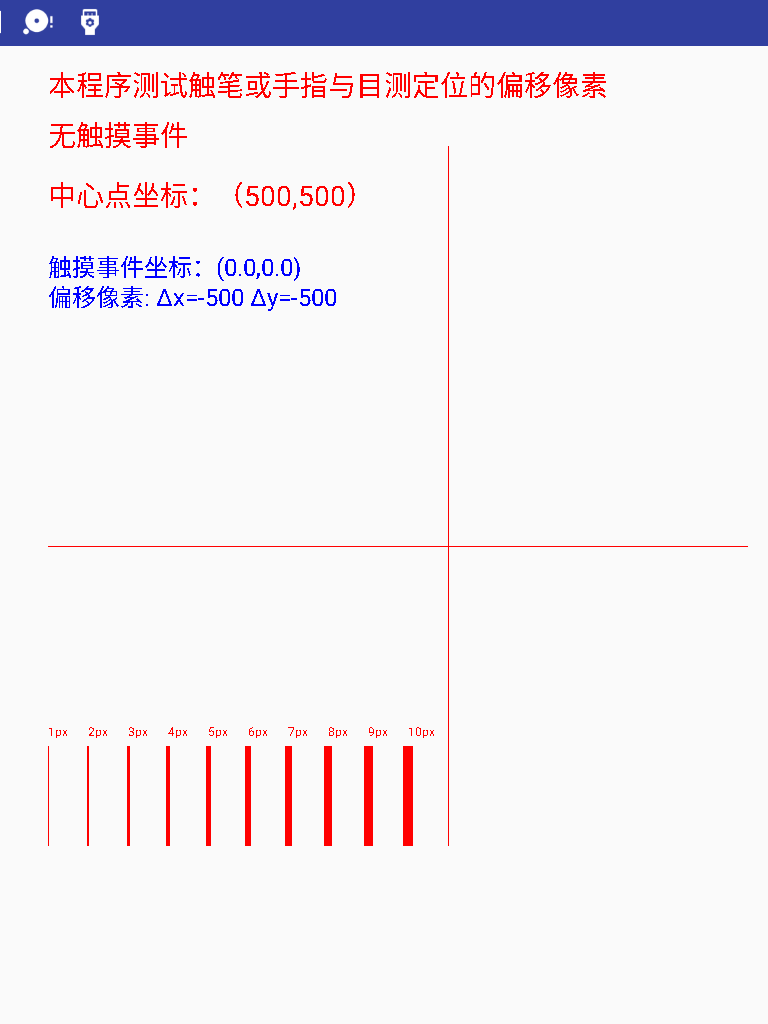 本程序测试触笔或手指与目测定位的偏移像素
无触摸事件
中心点坐标：（500,500）
触摸事件坐标：(0.0,0.0)
偏移像素: Δx=-500 Δy=-500
1px 2px 3px 4px 5px 6px 7px 8px 9px 10px